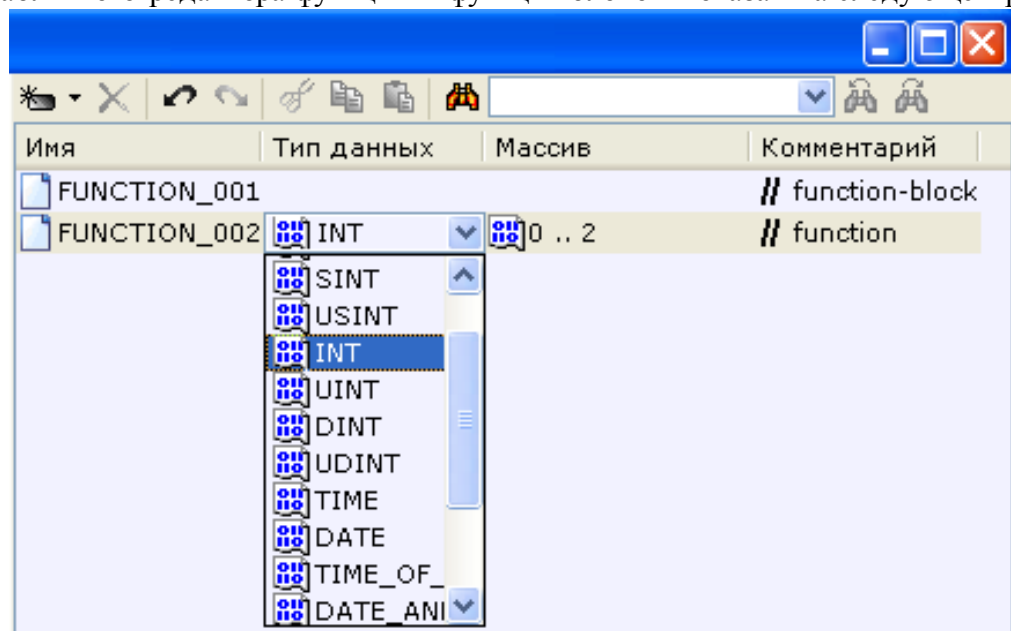 Имя Тип данных Массив Комментарий
FUNCTION_001 // function-block
FUNCTION_002 INT 0 .. 2 // function
SINT
USINT
INT
UINT
DINT
UDINT
TIME
DATE
TIME_OF_
DATE_AN